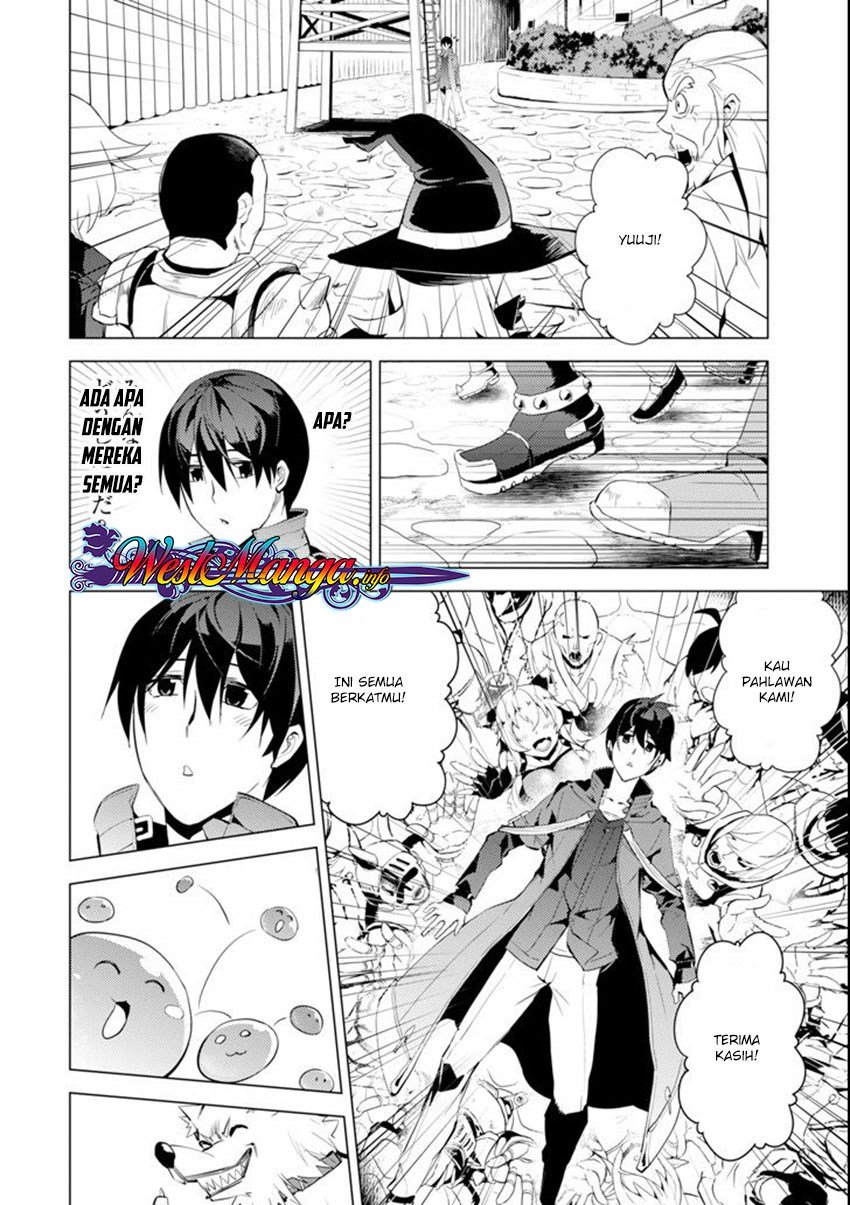 YUUJI!
APA?
ADA APA
DENGAN
MEREKA
SEMUA?
WestManga.info
KAU
PAHLAWAN
KAMI!
INI SEMUA
BERKATMU!
TERIMA
KASIH!